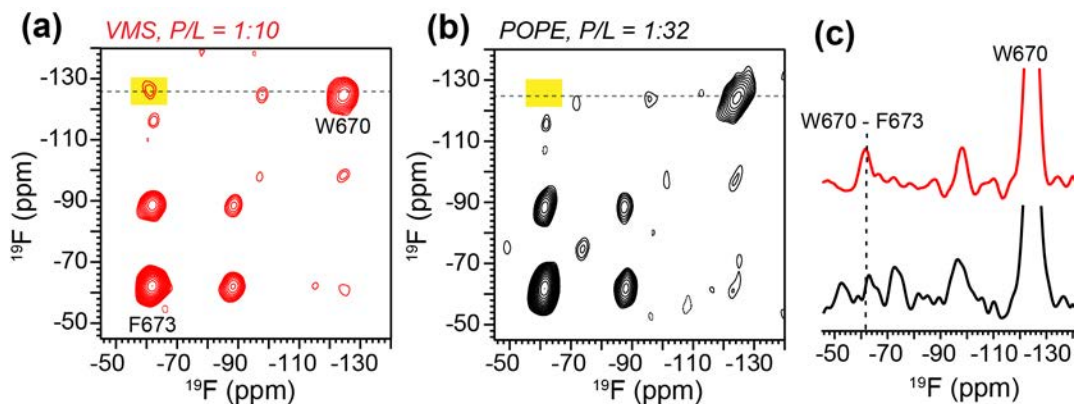 (a) VMS, P/L = 1:10
-130
-110
-90
-70
-50
19F (ppm)
W670
F673
-50 -70 -90 -110 -130
19F (ppm)
(b) POPE, P/L = 1:32
-130
-110
-90
-70
-50
19F (ppm)
-50 -70 -90 -110 -130
19F (ppm)
(c)
W670
W670 - F673
W670
-50 -70 -90 -110 -130
19F (ppm)